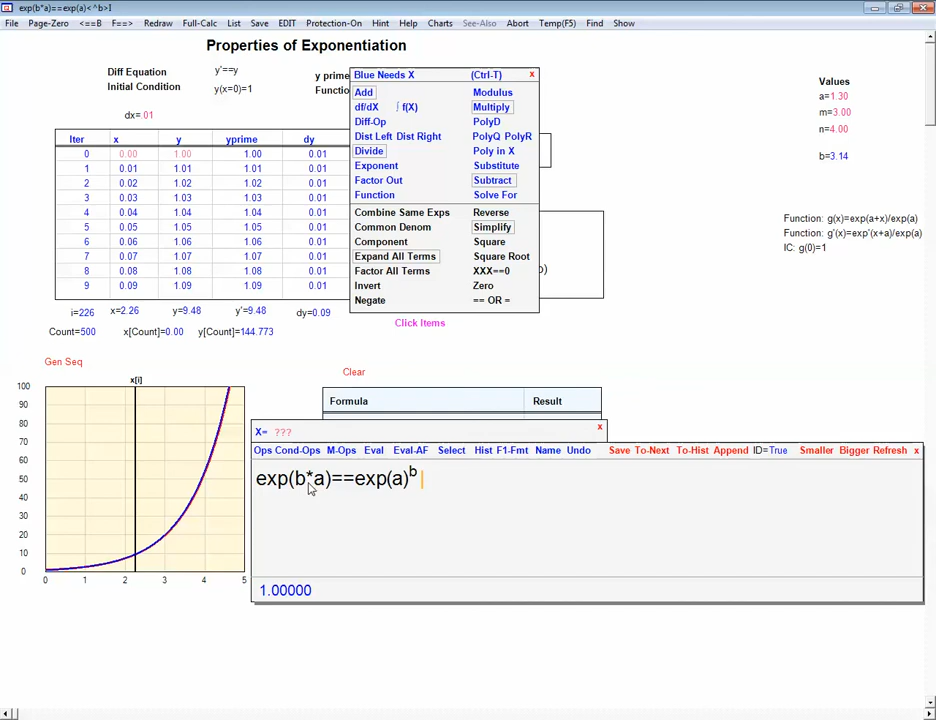 exp(b*a)==exp(a)<^b>I
File Page-Zero <==B F==> Redraw Full-Calc List Save EDIT Protection-On Hint Help Charts See-Also Abort Temp(F5) Find Show
Properties of Exponentiation
Diff Equation y'==y
Initial Condition y(x=0)=1
y prime
Functio
dx=.01
Iter x y yprime dy
0 0.00 1.00 1.00 0.01
1 0.01 1.01 1.01 0.01
2 0.02 1.02 1.02 0.01
3 0.03 1.03 1.03 0.01
4 0.04 1.04 1.04 0.01
5 0.05 1.05 1.05 0.01
6 0.06 1.06 1.06 0.01
7 0.07 1.07 1.07 0.01
8 0.08 1.08 1.08 0.01
9 0.09 1.09 1.09 0.01
i=226 x=2.26 y=9.48 y'=9.48 dy=0.09
Count=500 x[Count]=0.00 y[Count]=144.773
Blue Needs X (Ctrl-T) x
Add Modulus
df/dX ∫ f(X) Multiply
Diff-Op PolyD
Dist Left Dist Right PolyQ PolyR
Divide Poly in X
Exponent Substitute
Factor Out Subtract
Function Solve For
Combine Same Exps Reverse
Common Denom Simplify
Component Square
Expand All Terms Square Root
Factor All Terms XXX==0
Invert Zero
Negate == OR =
b)
Click Items
Values
a=1.30
m=3.00
n=4.00
b=3.14
Function: g(x)=exp(a+x)/exp(a)
Function: g'(x)=exp'(x+a)/exp(a)
IC: g(0)=1
Gen Seq
x[i]
100
90
80
70
60
50
40
30
20
10
0
0 1 2 3 4 5
Clear
Formula Result
X= ??? x
Ops Cond-Ops M-Ops Eval Eval-AF Select Hist F1-Fmt Name Undo Save To-Next To-Hist Append ID=True Smaller Bigger Refresh x
exp(b*a)==exp(a)b
1.00000